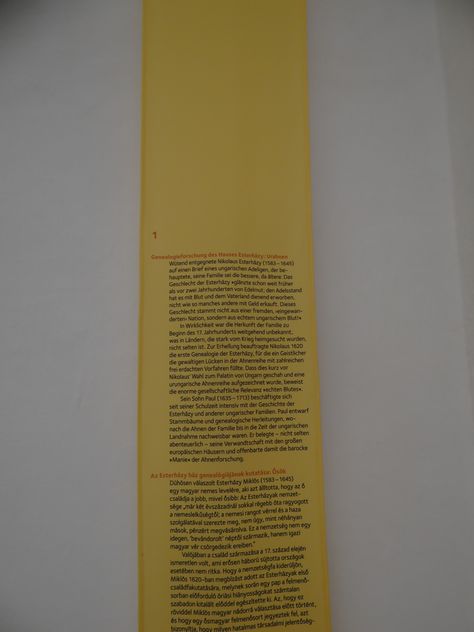 1
Genealogieforschung des Hauses Esterházy: Urahnen
Wütend entgegnete Nikolaus Esterházy (1583–1645)
auf einen Brief eines ungarischen Adeligen, der be-
hauptete, seine Familie sei die bessere, da ältere: Das
Geschlecht der Esterházy »glänzte schon weit früher
als vor zwei Jahrhunderten von Edelmut; den Adelsstand
hat es mit Blut und dem Vaterland dienend erworben,
nicht wie so manches andere mit Geld erkauft. Dieses
Geschlecht stammt nicht aus einer fremden, ›eingewan-
derten‹ Nation, sondern aus echtem ungarischem Blut!«
In Wirklichkeit war die Herkunft der Familie zu
Beginn des 17. Jahrhunderts weitgehend unbekannt,
was in Ländern, die stark vom Krieg heimgesucht wurden,
nicht selten ist. Zur Erhellung beauftragte Nikolaus 1620
die erste Genealogie der Esterházy, für die ein Geistlicher
die gewaltigen Lücken in der Ahnenreihe mit zahlreichen
frei erdachten Vorfahren füllte. Dass dies kurz vor
Nikolaus' Wahl zum Palatin von Ungarn geschah und eine
urungarische Ahnenreihe aufgezeichnet wurde, beweist
die enorme gesellschaftliche Relevanz »echten Blutes«.
Sein Sohn Paul (1635–1713) beschäftigte sich
seit seiner Schulzeit intensiv mit der Geschichte der
Esterházy und anderer ungarischer Familien. Paul entwarf
Stammbäume und genealogische Herleitungen, wo-
nach die Ahnen der Familie bis in die Zeit der ungarischen
Landnahme nachweisbar waren. Er belegte – nicht selten
abenteuerlich – seine Verwandtschaft mit den großen
europäischen Häusern und offenbarte damit die barocke
»Manie« der Ahnenforschung.
Az Esterházy ház genealógiájának kutatása: Ősök
Dühösen válaszolt Esterházy Miklós (1583–1645)
egy magyar nemes levelére, aki azt állította, hogy az ő
családja a jobb, mivel ősibb: Az Esterházyak nemzet-
sége „már két évszázadnál sokkal régebb óta ragyogott
a nemeslelkűségtől; a nemesi rangot vérrel és a haza
szolgálatával szerezte meg, nem úgy, mint néhányan
mások, pénzért megvásárolva. Ez a nemzetség nem egy
idegen, 'bevándorolt' néptől származik, hanem igazi
magyar vér csörgedezik ereiben."
Valójában a család származása a 17. század elején
ismeretlen volt, ami erősen háború sújtotta országok
esetében nem ritka. Hogy a nemzetségfa kiderüljön,
Miklós 1620-ban megbízást adott az Esterházyak első
családfakutatására, melynek során egy pap a felmenő-
sorban előforduló óriási hiányosságokat számtalan
szabadon kitalált előddel egészítette ki. Az, hogy ez
röviddel Miklós magyar nádorrá választása előtt történt,
és hogy egy ősmagyar felmenősort jegyeztek fel, azt
bizonyítja, hogy milyen hatalmas társadalmi jelentőség-